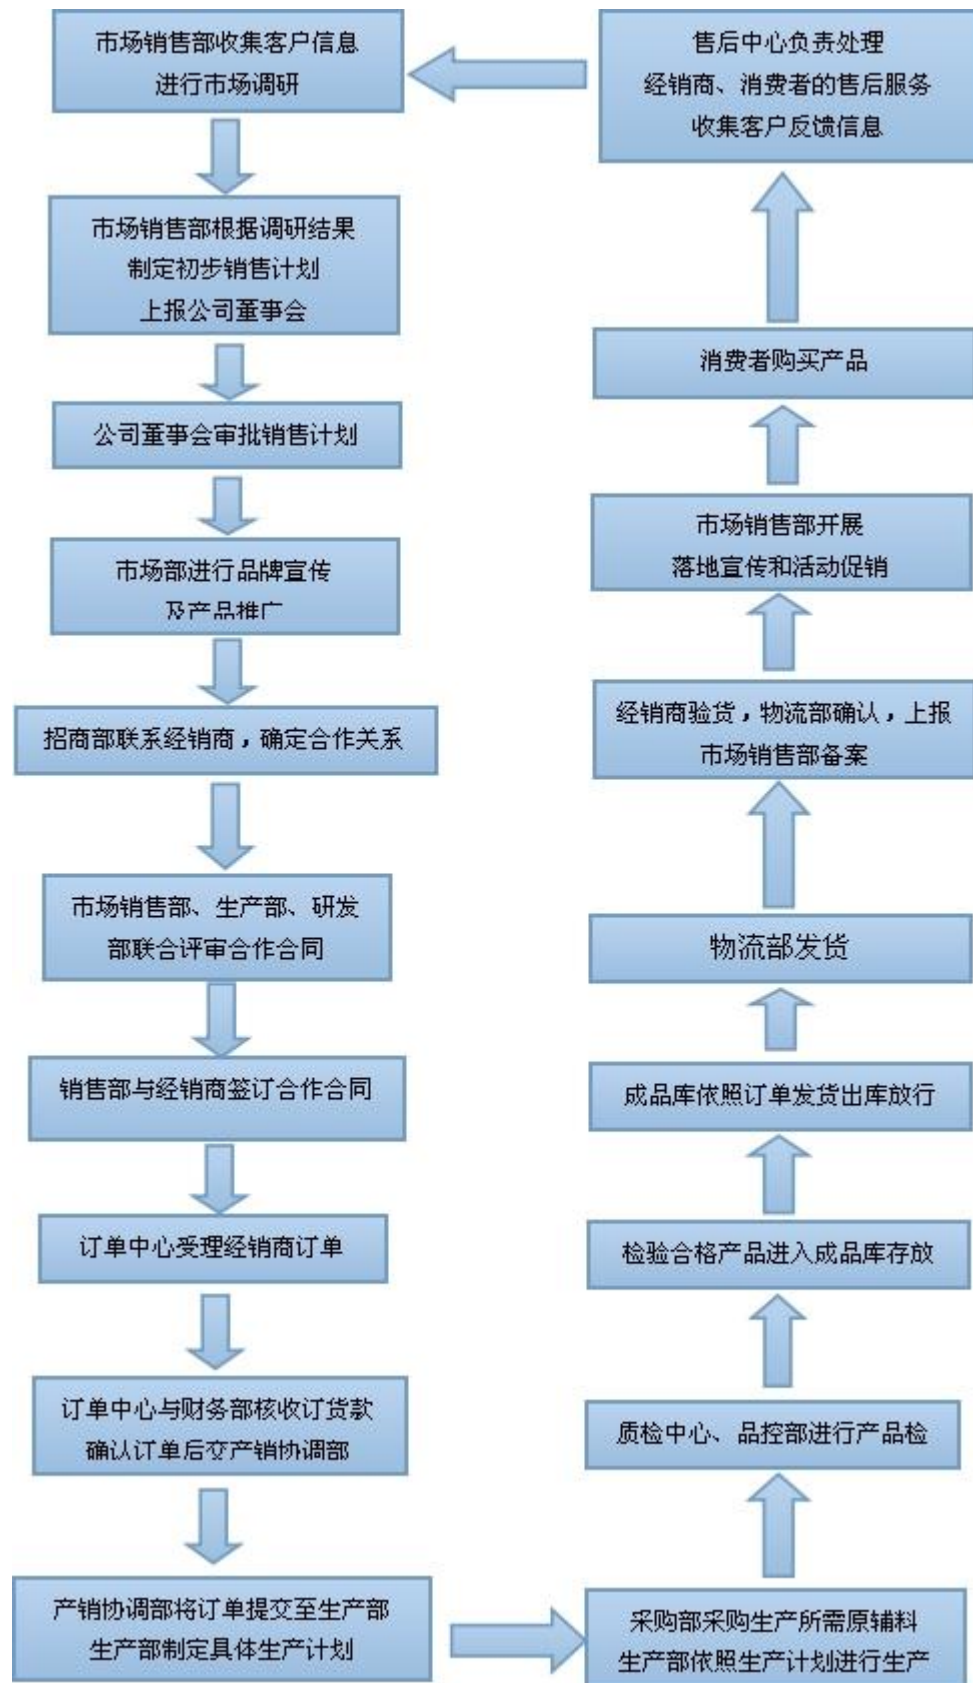 市场销售部收集客户信息
进行市场调研
市场销售部根据调研结果
制定初步销售计划
上报公司董事会
公司董事会审批销售计划
市场部进行品牌宣传
及产品推广
招商部联系经销商，确定合作关系
市场销售部、生产部、研发
部联合评审合作合同
销售部与经销商签订合作合同
订单中心受理经销商订单
订单中心与财务部核收订货款
确认订单后交产销协调部
产销协调部将订单提交至生产部
生产部制定具体生产计划
采购部采购生产所需原辅料
生产部依照生产计划进行生产
质检中心、品控部进行产品检
检验合格产品进入成品库存放
成品库依照订单发货出库放行
物流部发货
经销商验货，物流部确认，上报
市场销售部备案
市场销售部开展
落地宣传和活动促销
消费者购买产品
售后中心负责处理
经销商、消费者的售后服务
收集客户反馈信息